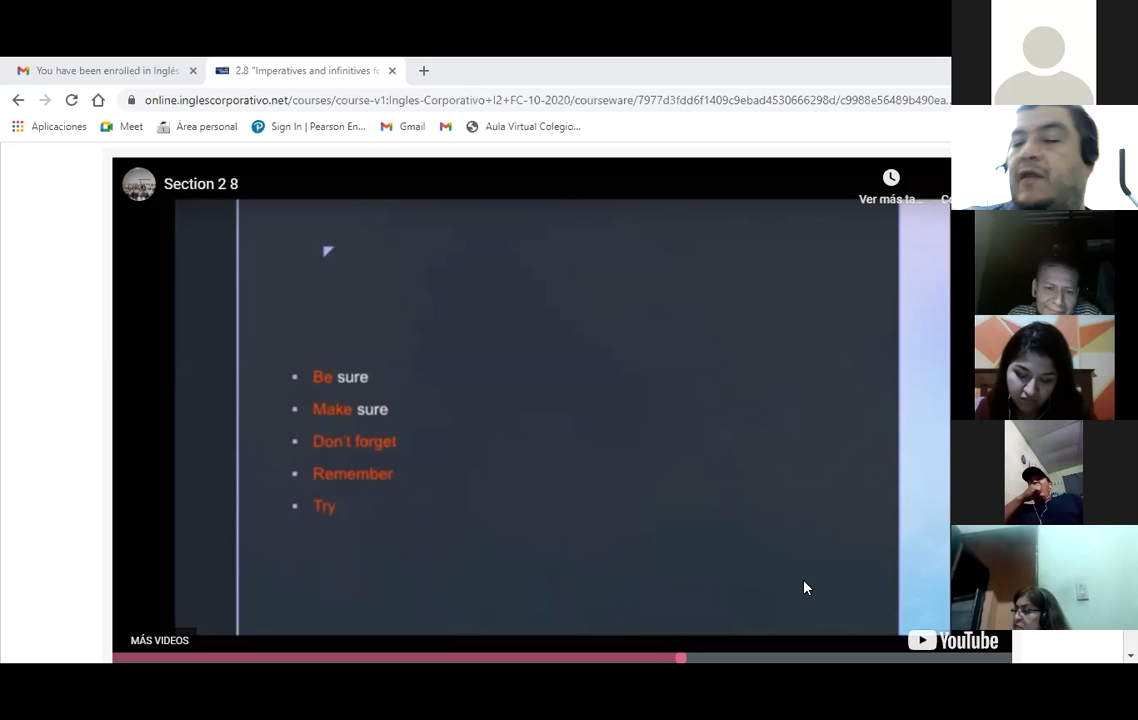 You have been enrolled in Inglés
2.8 "Imperatives and infinitives fo
online.inglescorporativo.net/courses/course-v1:Ingles-Corporativo+I2+FC-10-2020/courseware/7977d3fdd6f1409c9ebad4530666298d/c9988e56489b490ea...
Aplicaciones
Meet
Área personal
Sign In | Pearson En...
Gmail
Aula Virtual Colegio...
Section 2 8
Ver más ta...
Be sure
Make sure
Don´t forget
Remember
Try
MÁS VIDEOS
YouTube